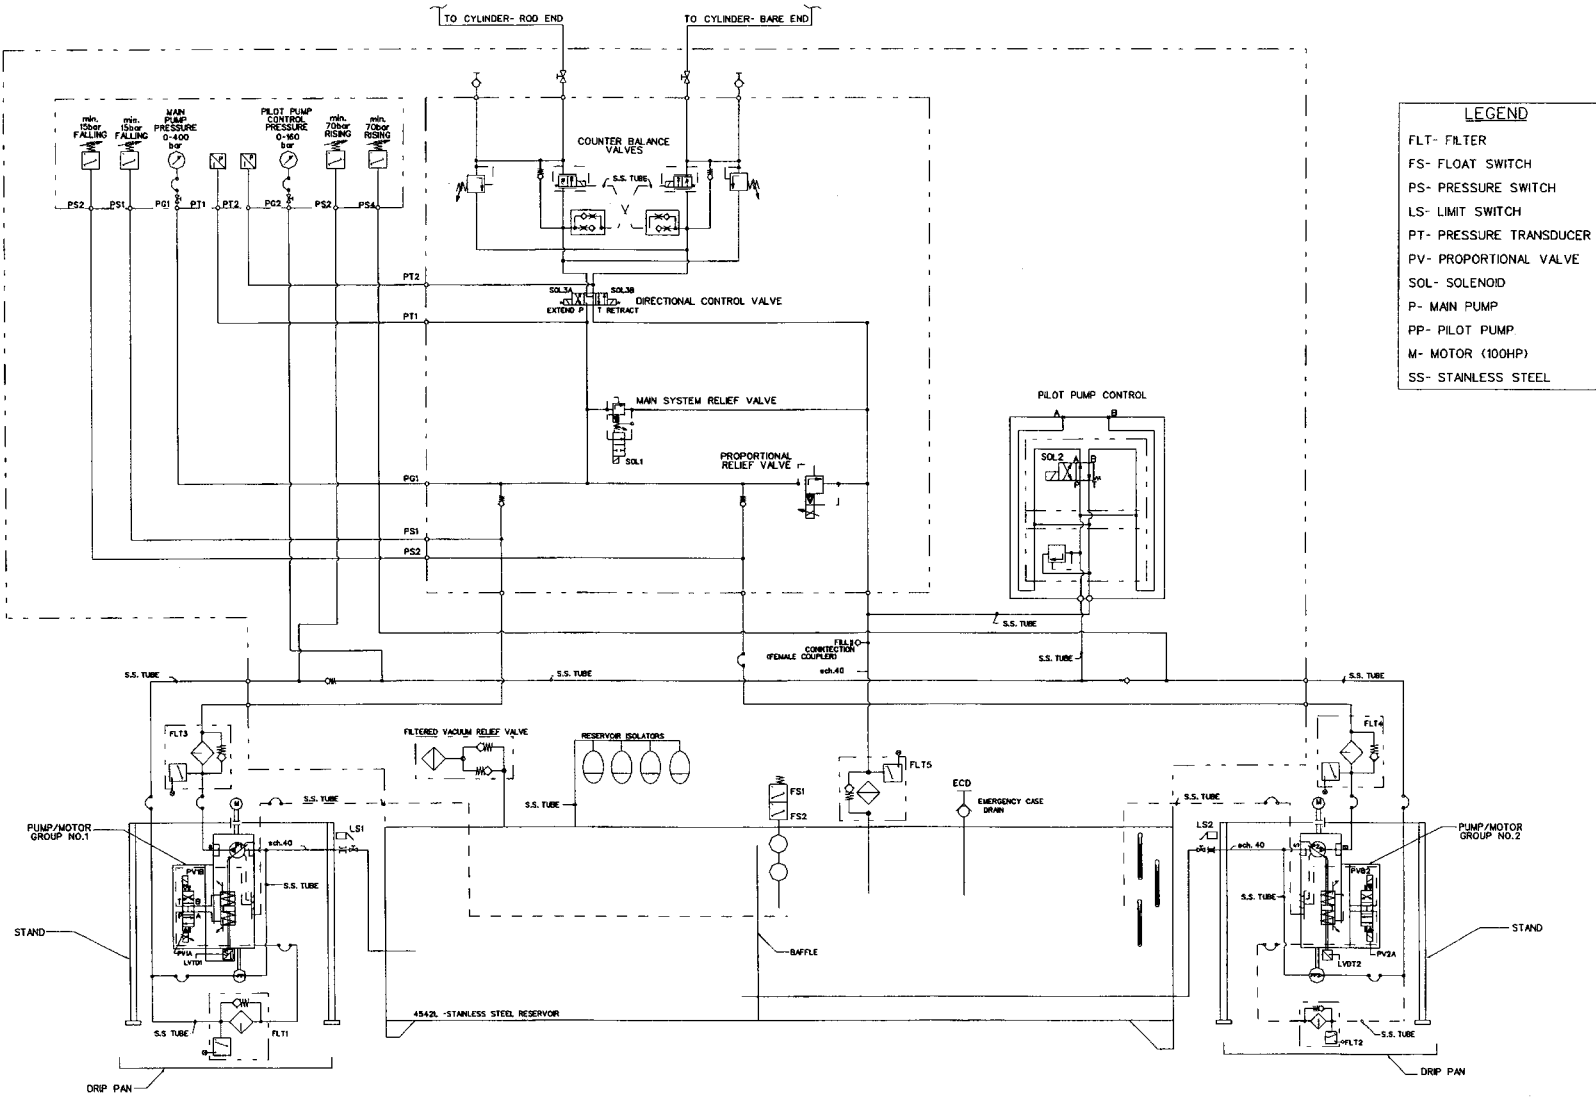 TO CYLINDER- ROD END
TO CYLINDER- BARE END
min.
15bar
FALLING
min.
15bar
FALLING
MAIN
PUMP
PRESSURE
0-400
bar
PILOT PUMP
CONTROL
PRESSURE
0-160
bar
min.
70bar
RISING
min.
70bar
RISING
PS2
PS1
PG1
PT1
PT2
PG2
PS2
PS4
COUNTER BALANCE
VALVES
S.S. TUBE
LEGEND
FLT- FILTER
FS- FLOAT SWITCH
PS- PRESSURE SWITCH
LS- LIMIT SWITCH
PT- PRESSURE TRANSDUCER
PV- PROPORTIONAL VALVE
SOL- SOLENOID
P- MAIN PUMP
PP- PILOT PUMP
M- MOTOR (100HP)
SS- STAINLESS STEEL
PT2
SOL3A
SOL3B
DIRECTIONAL CONTROL VALVE
EXTEND P T RETRACT
PT1
MAIN SYSTEM RELIEF VALVE
SOL1
PILOT PUMP CONTROL
A
B
SOL2
A
B
P
T
PROPORTIONAL
RELIEF VALVE
PG1
PS1
PS2
S.S. TUBE
FILL
CONNTECTION
(FEMALE COUPLER)
sch.40
S.S. TUBE
S.S. TUBE
S.S. TUBE
S.S. TUBE
FLT3
FILTERED VACUUM RELIEF VALVE
RESERVOIR ISOLATORS
FLT5
FLT4
ECD
EMERGENCY CASE
DRAIN
FS1
FS2
S.S. TUBE
S.S. TUBE
S.S. TUBE
M
M
PUMP/MOTOR
GROUP NO.1
LS1
sch.40
LS2
sch. 40
PUMP/MOTOR
GROUP NO.2
PV1B
S.S. TUBE
T
B
P
A
PV1A
LVTD1
S
B
PVB2
S.S. TUBE
LVDT2
PV2A
STAND
STAND
BAFFLE
4542L -STAINLESS STEEL RESERVOIR
S.S TUBE
FLT1
FLT2
S.S. TUBE
DRIP PAN
DRIP PAN